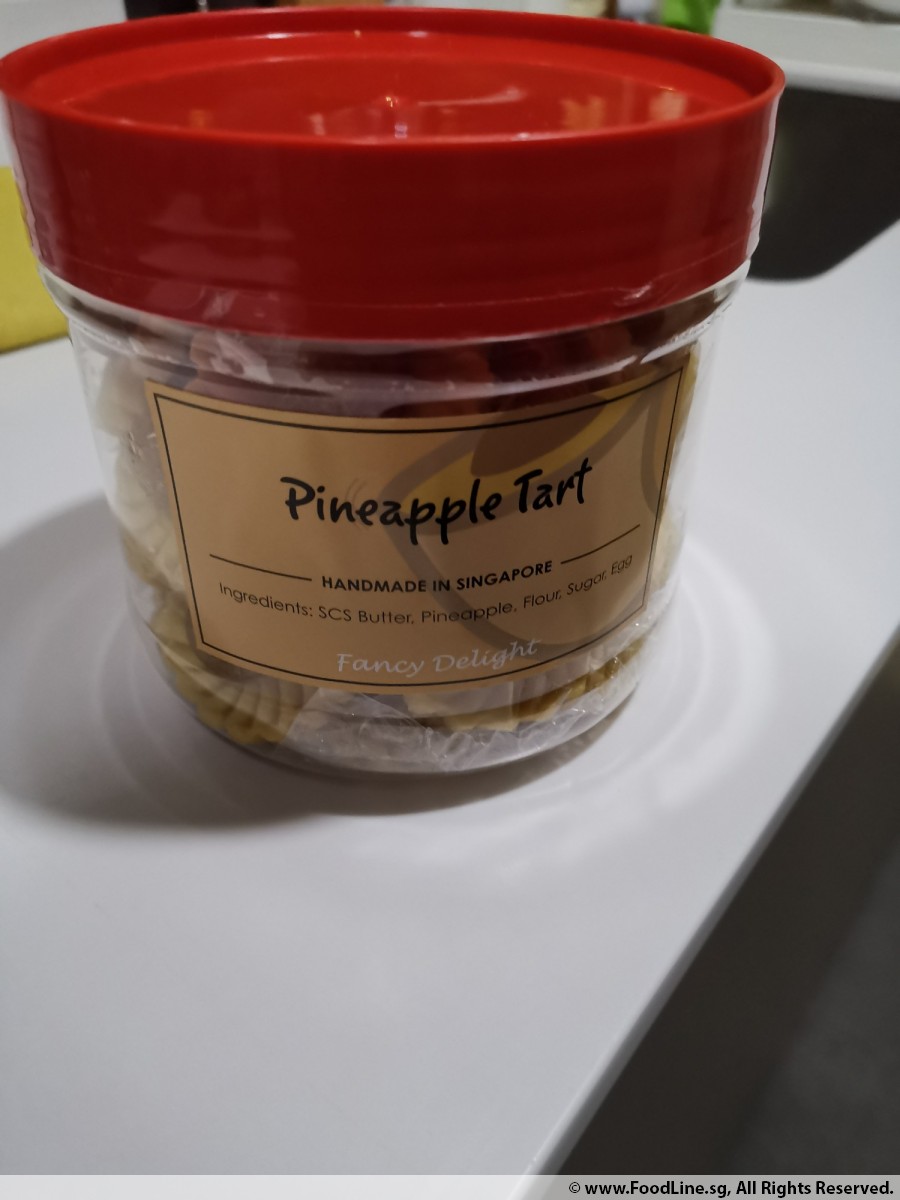 Pineapple Tart
HANDMADE IN SINGAPORE
Ingredients: SCS Butter, Pineapple, Flour, Sugar, Egg
Fancy Delight
© www.FoodLine.sg, All Rights Reserved.